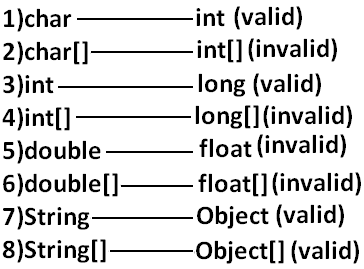 1)char int (valid)
2)char[] int[] (invalid)
3)int long (valid)
4)int[] long[] (invalid)
5)double float (invalid)
6)double[] float[] (invalid)
7)String Object (valid)
8)String[] Object[] (valid)